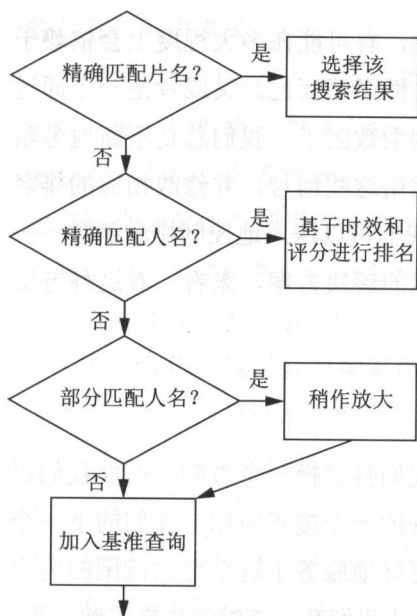 精确匹配片名?
是
选择该
搜索结果
否
精确匹配人名?
是
基于时效和
评分进行排名
否
部分匹配人名?
是
稍作放大
否
加入基准查询